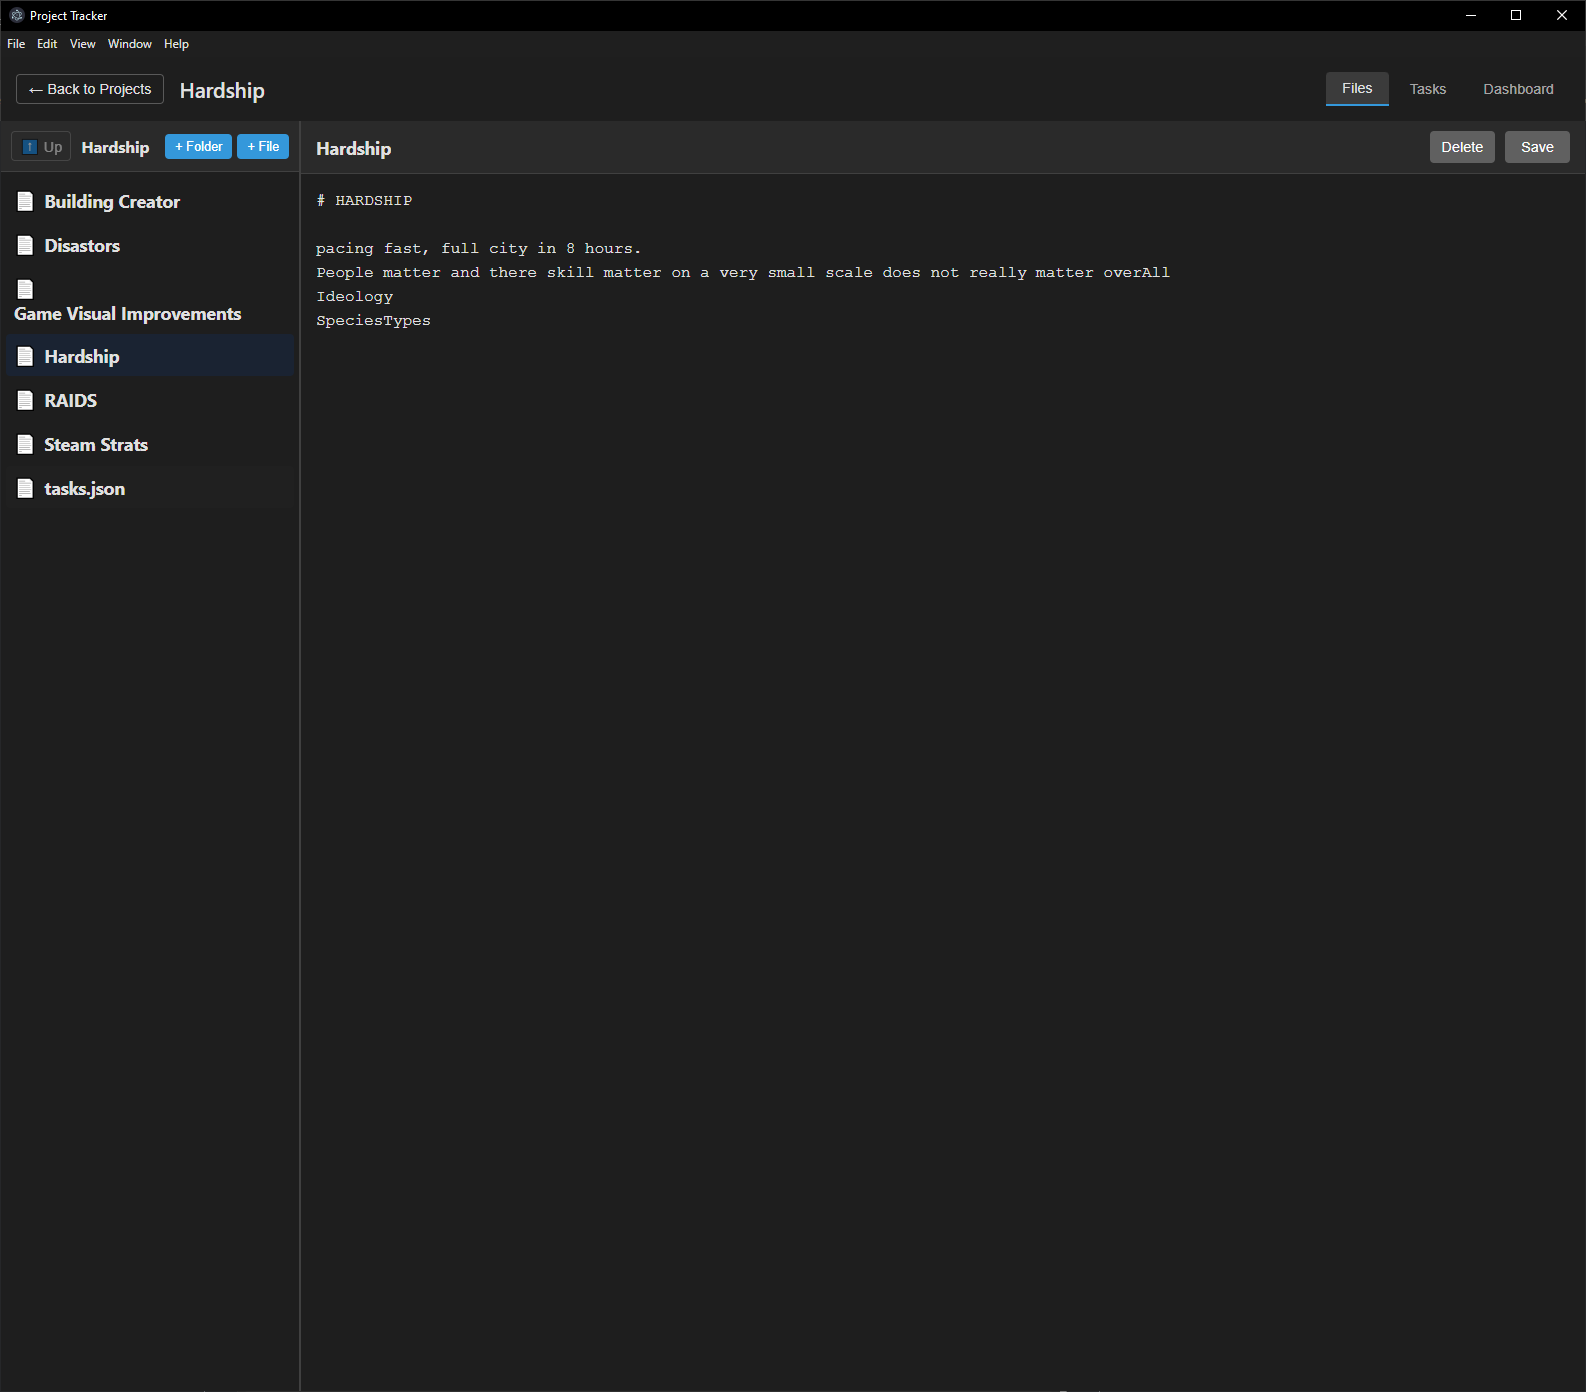 Project Tracker
File Edit View Window Help
← Back to Projects
Hardship
Files
Tasks
Dashboard
↑ Up
Hardship
+ Folder
+ File
Building Creator
Disastors
Game Visual Improvements
Hardship
RAIDS
Steam Strats
tasks.json
Hardship
Delete
Save
# HARDSHIP
pacing fast, full city in 8 hours.
People matter and there skill matter on a very small scale does not really matter overAll
Ideology
SpeciesTypes